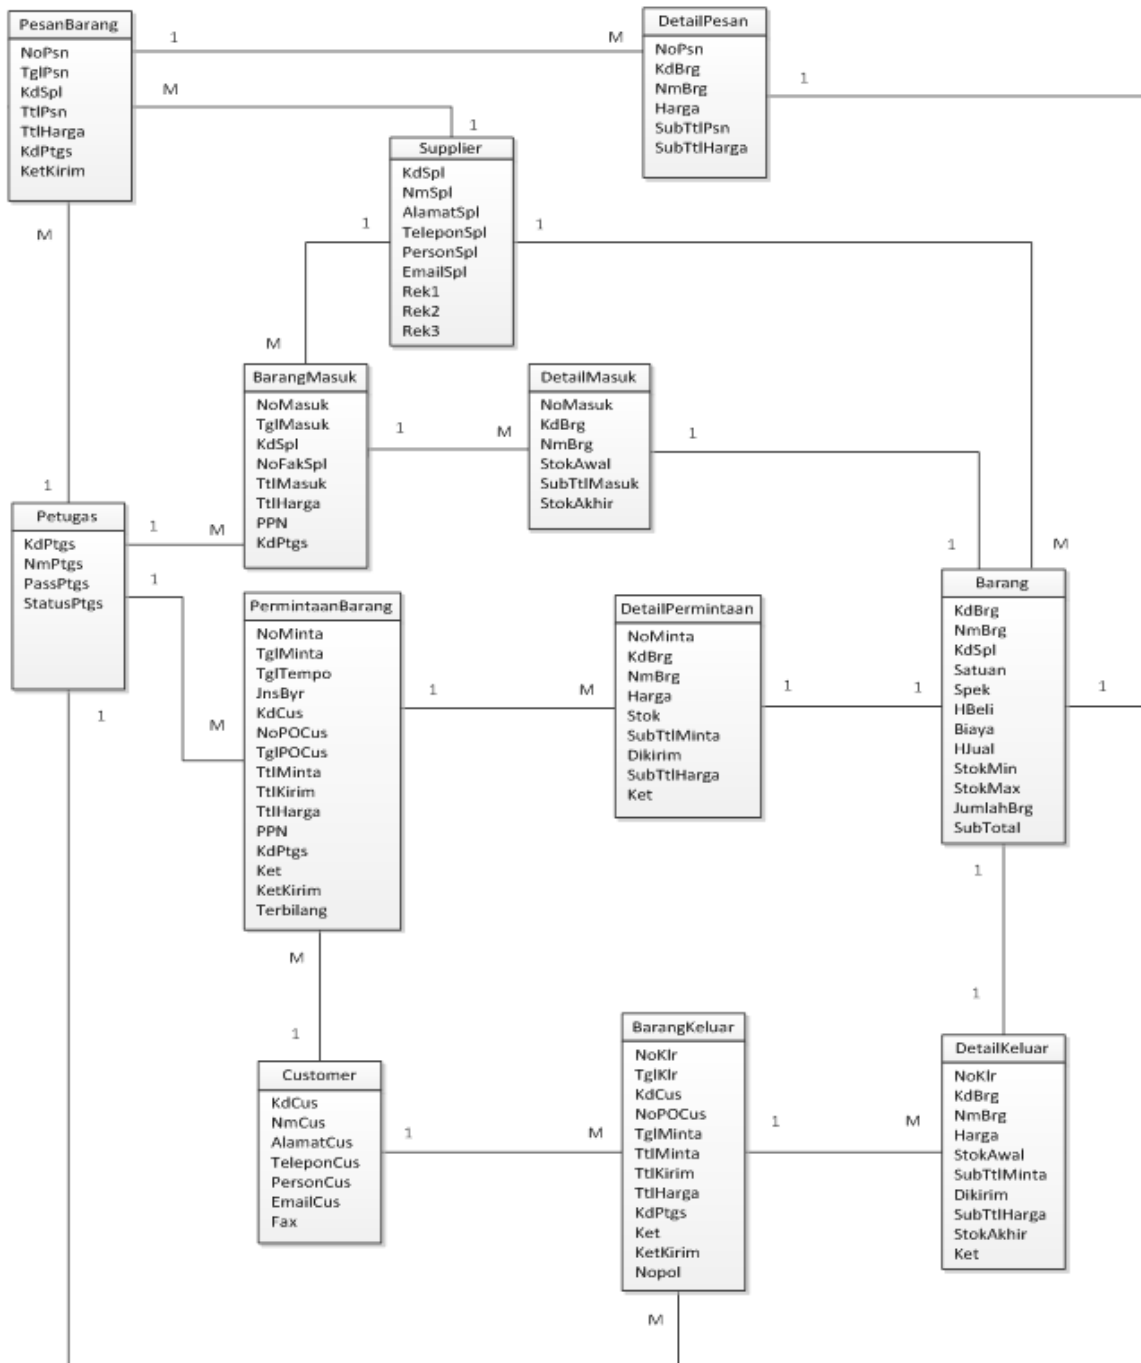 PesanBarang
NoPsn
TglPsn
KdSpl
TtlPsn
TtlHarga
KdPtgs
KetKirim
1
M
DetailPesan
NoPsn
KdBrg
NmBrg
Harga
SubTtlPsn
SubTtlHarga
1
M
1
Supplier
KdSpl
NmSpl
AlamatSpl
TeleponSpl
PersonSpl
EmailSpl
Rek1
Rek2
Rek3
M
1
1
M
BarangMasuk
NoMasuk
TglMasuk
KdSpl
NoFakSpl
TtlMasuk
TtlHarga
PPN
KdPtgs
1
M
DetailMasuk
NoMasuk
KdBrg
NmBrg
StokAwal
SubTtlMasuk
StokAkhir
1
1
Petugas
KdPtgs
NmPtgs
PassPtgs
StatusPtgs
1
M
1
M
1
1
M
Barang
KdBrg
NmBrg
KdSpl
Satuan
Spek
HBeli
Biaya
HJual
StokMin
StokMax
JumlahBrg
SubTotal
PermintaanBarang
NoMinta
TglMinta
TglTempo
JnsByr
KdCus
NoPOCus
TglPOCus
TtlMinta
TtlKirim
TtlHarga
PPN
KdPtgs
Ket
KetKirim
Terbilang
1
M
DetailPermintaan
NoMinta
KdBrg
NmBrg
Harga
Stok
SubTtlMinta
Dikirim
SubTtlHarga
Ket
1
1
1
1
1
M
1
Customer
KdCus
NmCus
AlamatCus
TeleponCus
PersonCus
EmailCus
Fax
1
M
BarangKeluar
NoKlr
TglKlr
KdCus
NoPOCus
TglMinta
TtlMinta
TtlKirim
TtlHarga
KdPtgs
Ket
KetKirim
Nopol
1
M
DetailKeluar
NoKlr
KdBrg
NmBrg
Harga
StokAwal
SubTtlMinta
Dikirim
SubTtlHarga
StokAkhir
Ket
M